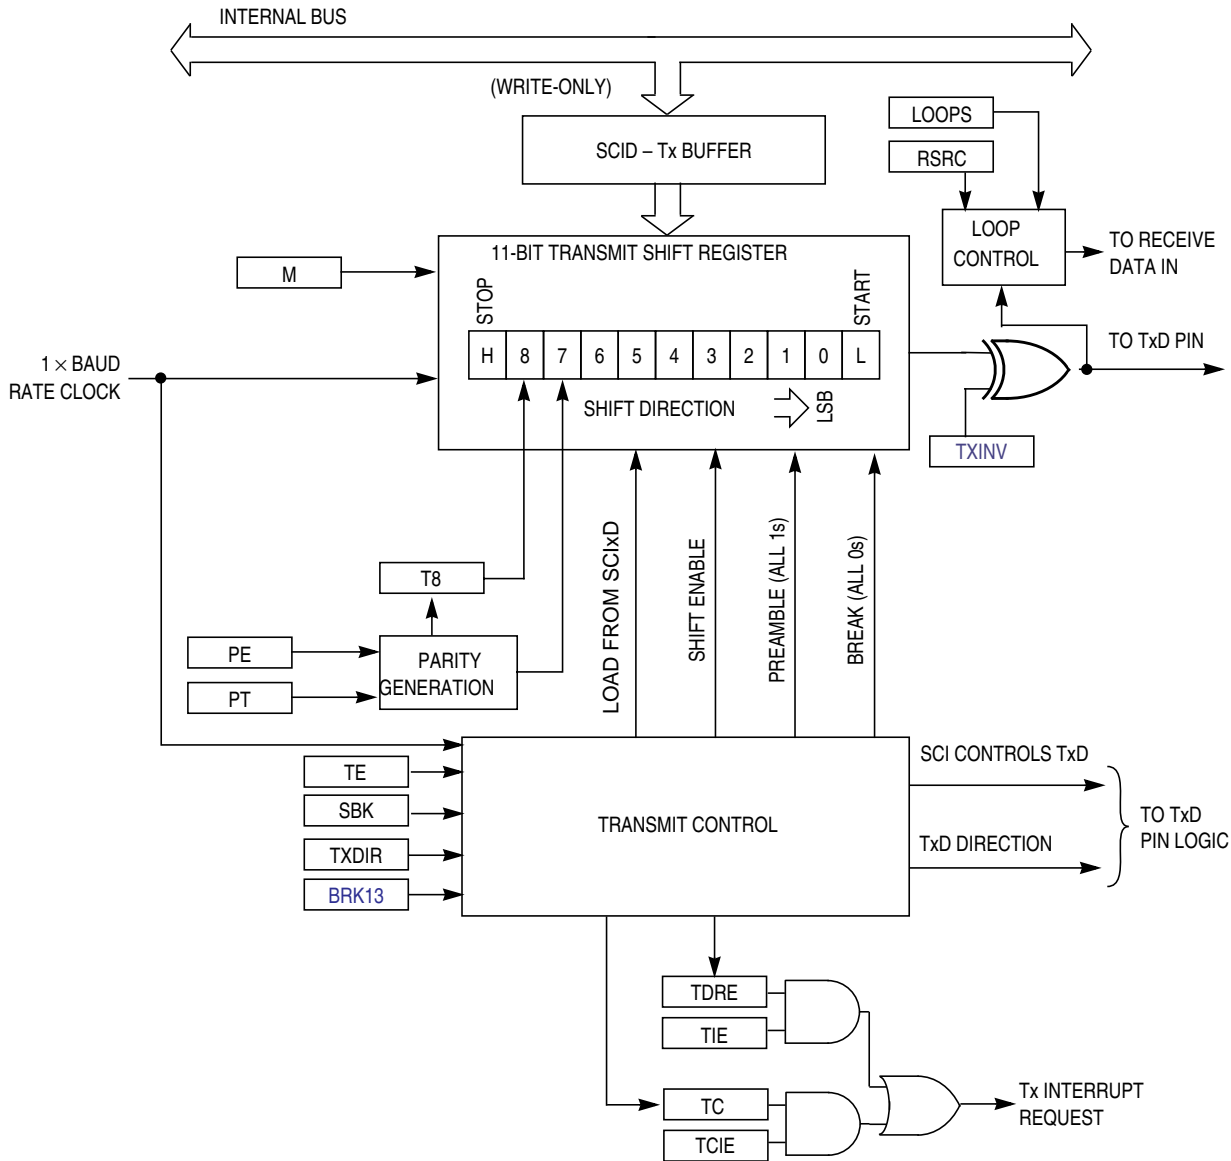 INTERNAL BUS
(WRITE-ONLY)
SCID – Tx BUFFER
LOOPS
RSRC
LOOP
CONTROL
TO RECEIVE
DATA IN
11-BIT TRANSMIT SHIFT REGISTER
M
STOP
START
H 8 7 6 5 4 3 2 1 0 L
1 × BAUD
RATE CLOCK
TO TxD PIN
SHIFT DIRECTION
LSB
TXINV
LOAD FROM SCIxD
SHIFT ENABLE
PREAMBLE (ALL 1s)
BREAK (ALL 0s)
T8
PE
PT
PARITY
GENERATION
TE
SBK
TXDIR
BRK13
TRANSMIT CONTROL
SCI CONTROLS TxD
TxD DIRECTION
TO TxD
PIN LOGIC
TDRE
TIE
TC
TCIE
Tx INTERRUPT
REQUEST